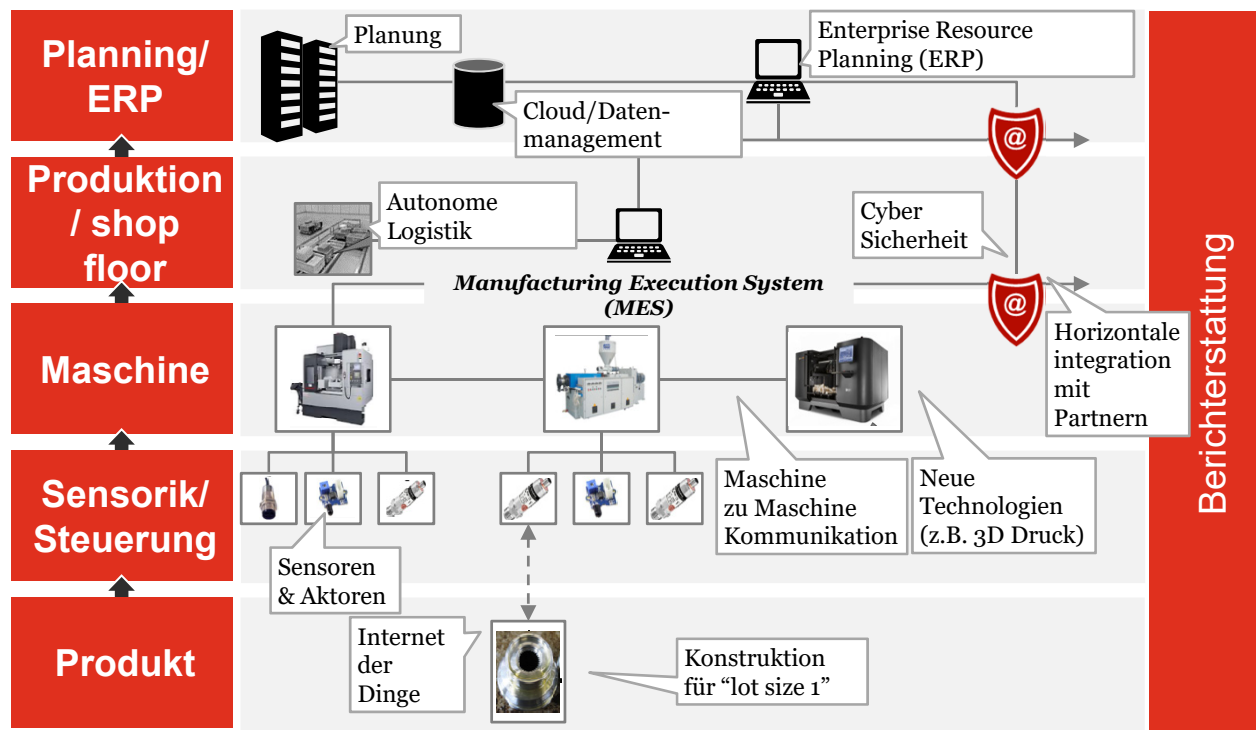 Planning/
ERP
Planung
Enterprise Resource
Planning (ERP)
Cloud/Daten-
management
@
Produktion
/ shop
floor
Autonome
Logistik
Cyber
Sicherheit
Manufacturing Execution System
(MES)
@
Maschine
Horizontale
integration
mit
Partnern
Sensorik/
Steuerung
Maschine
zu Maschine
Kommunikation
Neue
Technologien
(z.B. 3D Druck)
Sensoren
& Aktoren
Produkt
Internet
der
Dinge
Konstruktion
für “lot size 1”
Berichterstattung